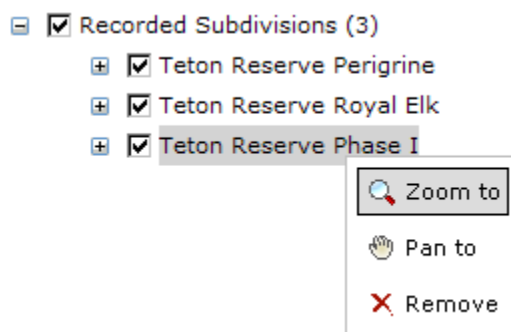 Recorded Subdivisions (3)
Teton Reserve Perigrine
Teton Reserve Royal Elk
Teton Reserve Phase I
Zoom to
Pan to
Remove